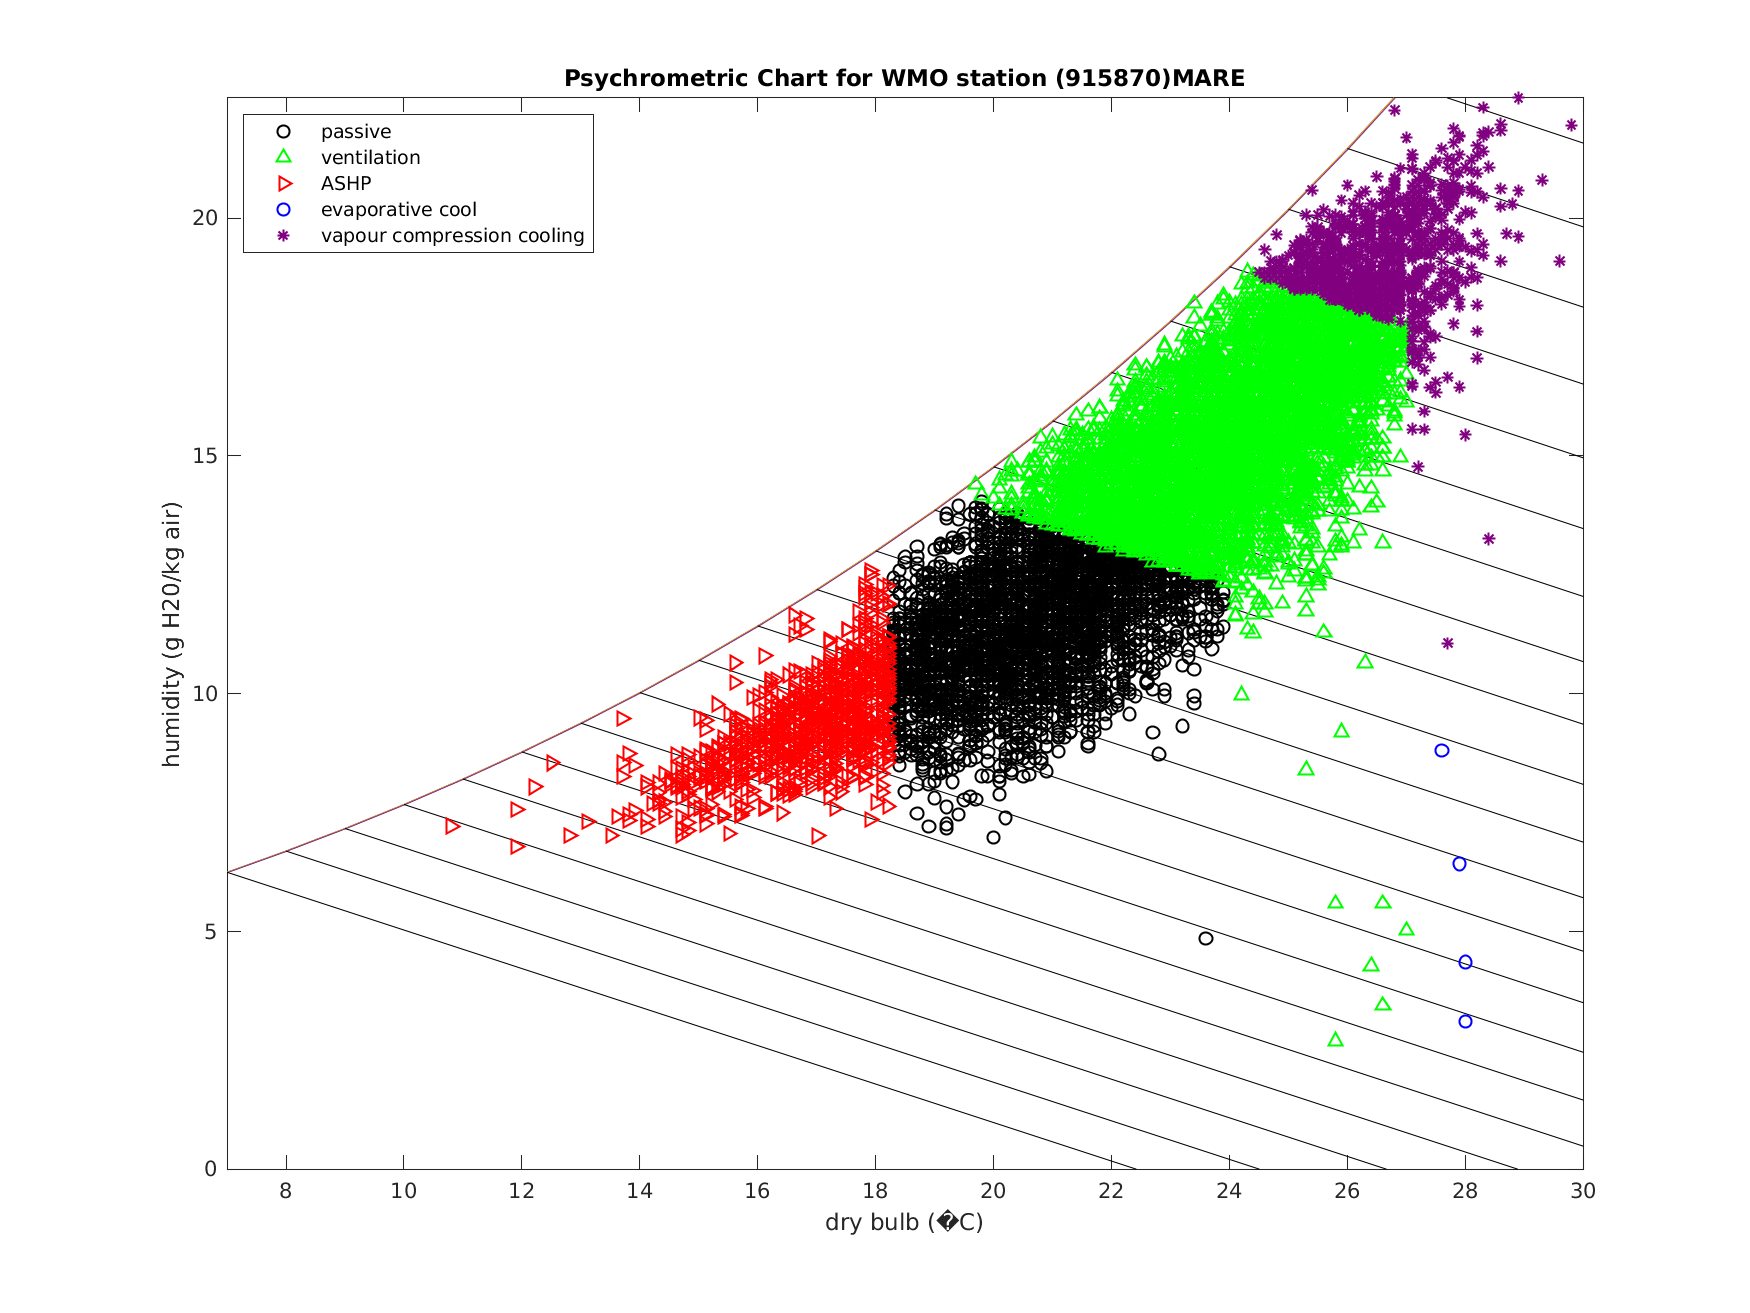 Psychrometric Chart for WMO station (915870)MARE
passive
ventilation
ASHP
evaporative cool
vapour compression cooling
humidity (g H20/kg air)
20
15
10
5
0
8 10 12 14 16 18 20 22 24 26 28 30
dry bulb (�C)